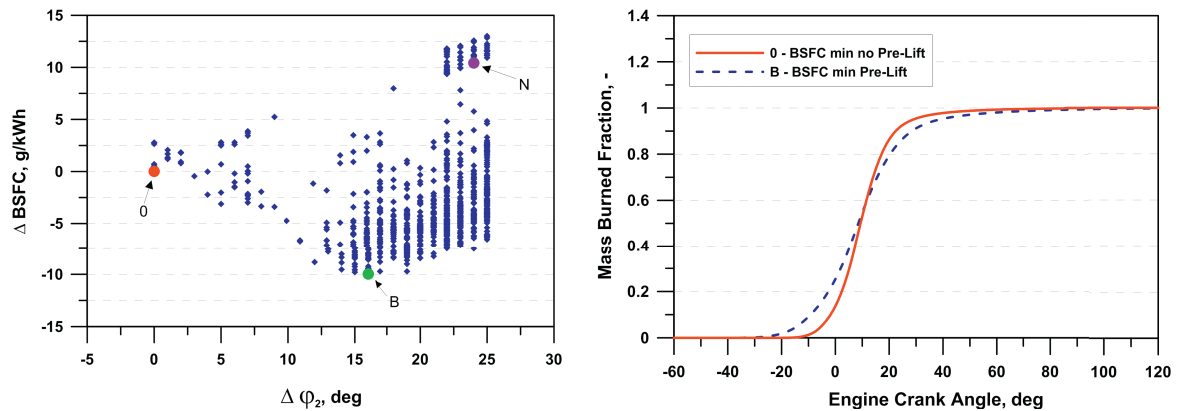 15
10
5
0
-5
-10
-15
-5 0 5 10 15 20 25 30
Δ BSFC, g/kWh
Δ φ2, deg
0
B
N
1.4
1.2
1
0.8
0.6
0.4
0.2
0
-60 -40 -20 0 20 40 60 80 100 120
Mass Burned Fraction, -
Engine Crank Angle, deg
0 - BSFC min no Pre-Lift
B - BSFC min Pre-Lift